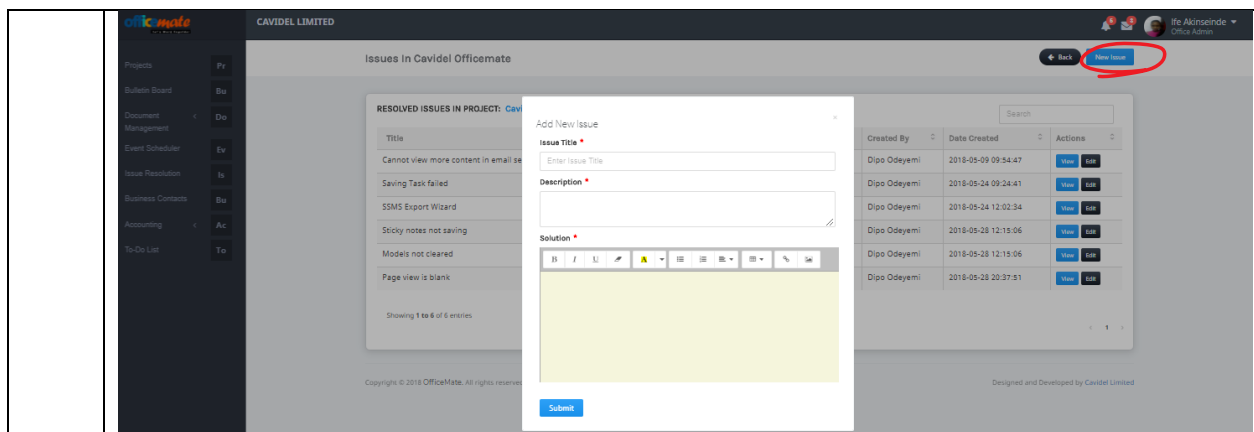 officemate
CAVIDEL LIMITED
6
3
Ife Akinseinde
Office Admin
Projects Pr
Bulletin Board Bu
Document Management Do
Event Scheduler Ev
Issue Resolution Is
Business Contacts Bu
Accounting Ac
To-Do List To
Issues In Cavidel Officemate
Back
New Issue
RESOLVED ISSUES IN PROJECT: Cavi
Search
Title Created By Date Created Actions
Cannot view more content in email se Dipo Odeyemi 2018-05-09 09:54:47 View Edit
Saving Task failed Dipo Odeyemi 2018-05-24 09:24:41 View Edit
SSMS Export Wizard Dipo Odeyemi 2018-05-24 12:02:34 View Edit
Sticky notes not saving Dipo Odeyemi 2018-05-28 12:15:06 View Edit
Models not cleared Dipo Odeyemi 2018-05-28 12:15:06 View Edit
Page view is blank Dipo Odeyemi 2018-05-28 20:37:51 View Edit
Showing 1 to 6 of 6 entries
1
Add New Issue
×
Issue Title *
Enter Issue Title
Description *
Solution *
B I U A
Submit
Copyright © 2018 OfficeMate. All rights reserve
Designed and Developed by Cavidel Limited